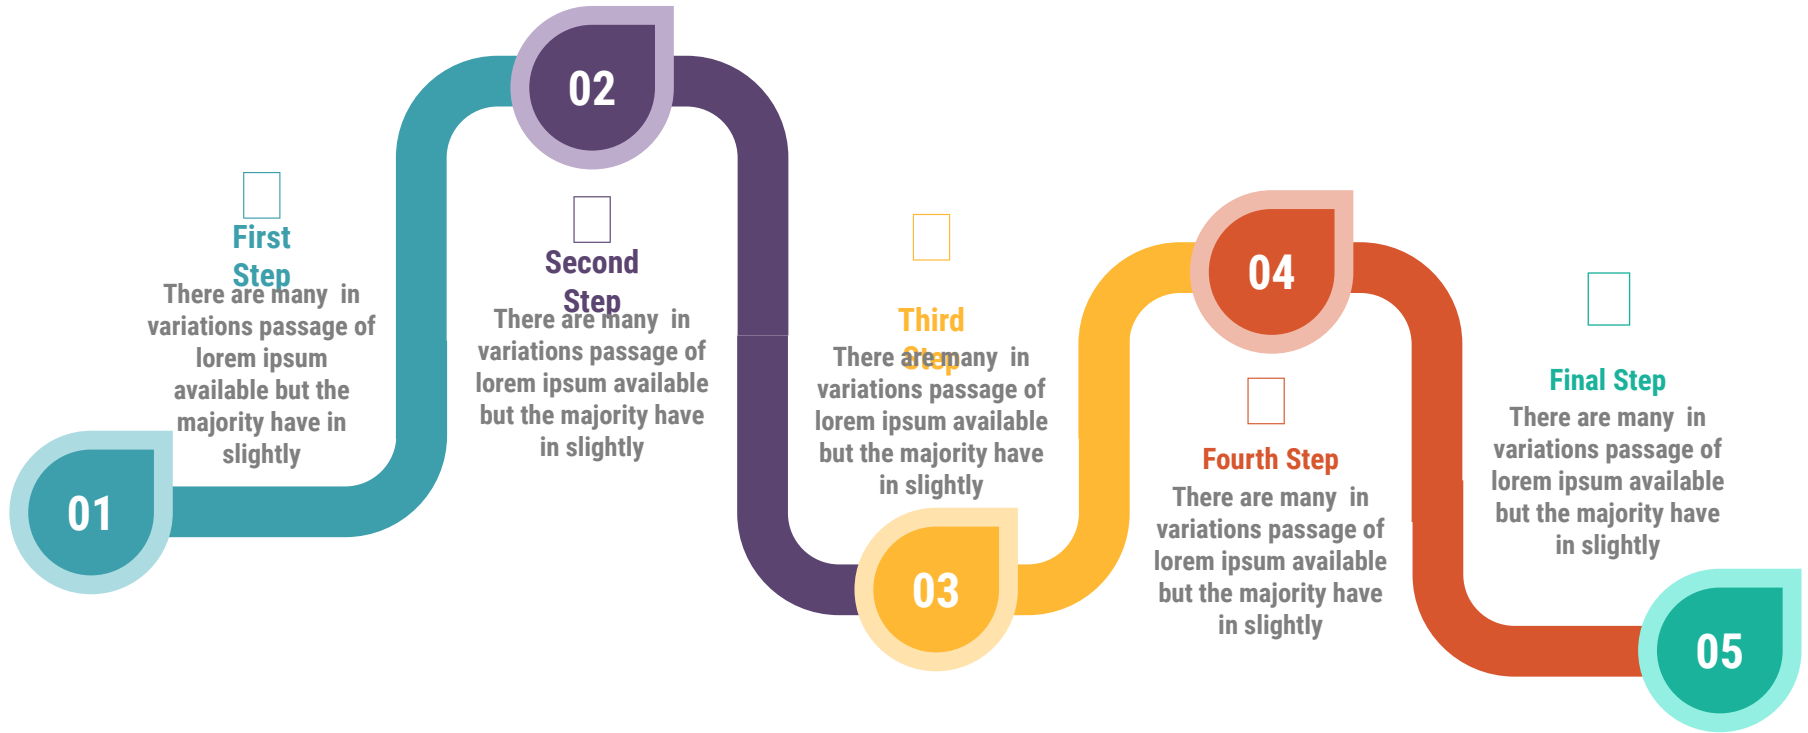 01
First
Step
There are many  in
variations passage of
lorem ipsum
available but the
majority have in
slightly
02
Second
Step
There are many  in
variations passage of
lorem ipsum available
but the majority have
in slightly
03
Third
Step
There are many  in
variations passage of
lorem ipsum available
but the majority have
in slightly
04
Fourth Step
There are many  in
variations passage of
lorem ipsum available
but the majority have
in slightly
05
Final Step
There are many  in
variations passage of
lorem ipsum available
but the majority have
in slightly